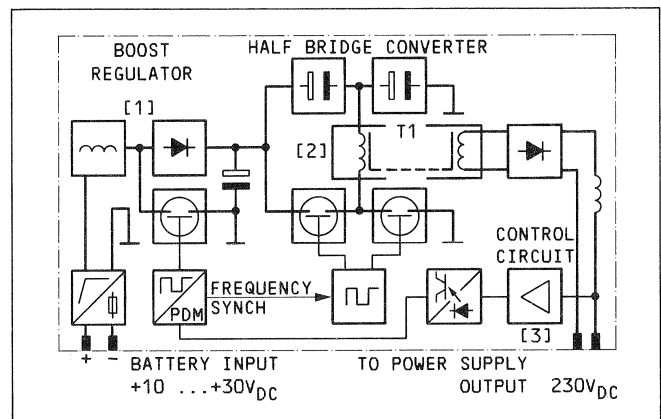 BOOST REGULATOR
HALF BRIDGE CONVERTER
[1]
T1
[2]
CONTROL CIRCUIT
FREQUENCY SYNCH
PDM
[3]
+ -
BATTERY INPUT
+10 ...+30VDC
TO POWER SUPPLY
OUTPUT 230VDC